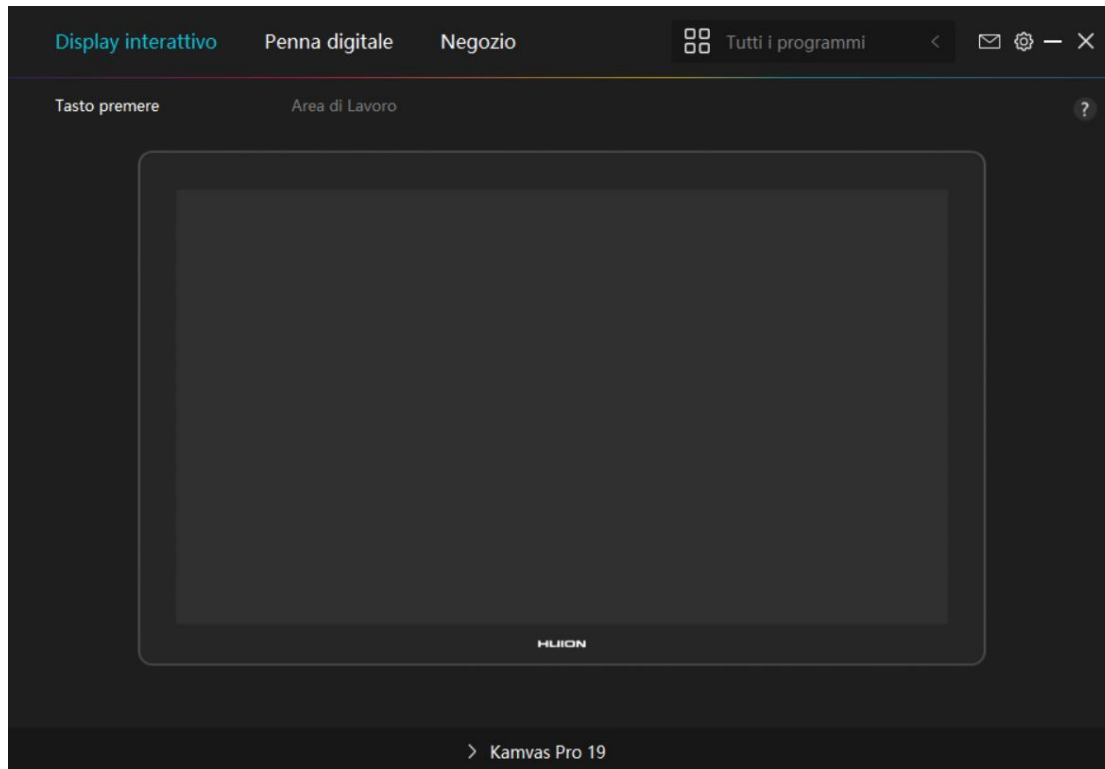 Display interattivo Penna digitale Negozio Tutti i programmi
Tasto premere Area di Lavoro
?
HUION
Kamvas Pro 19